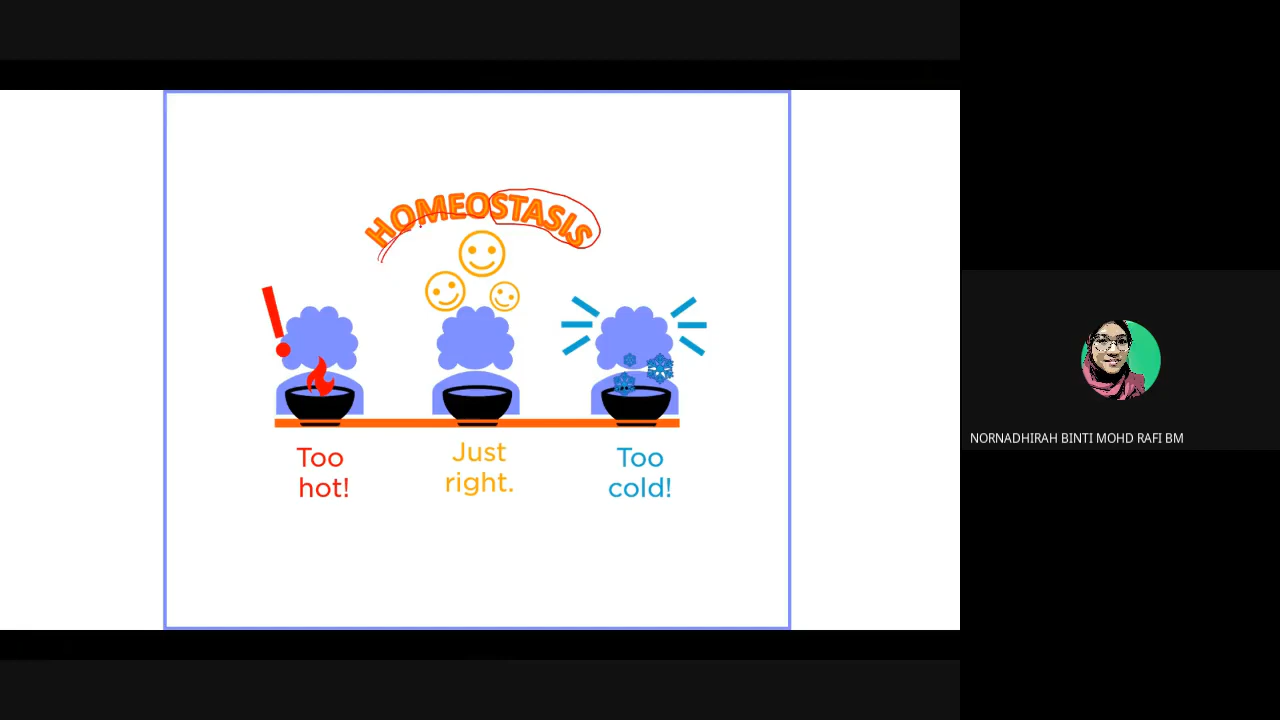 HOMEOSTASIS
Too
hot!
Just
right.
Too
cold!
NORNADHIRAH BINTI MOHD RAFI BM